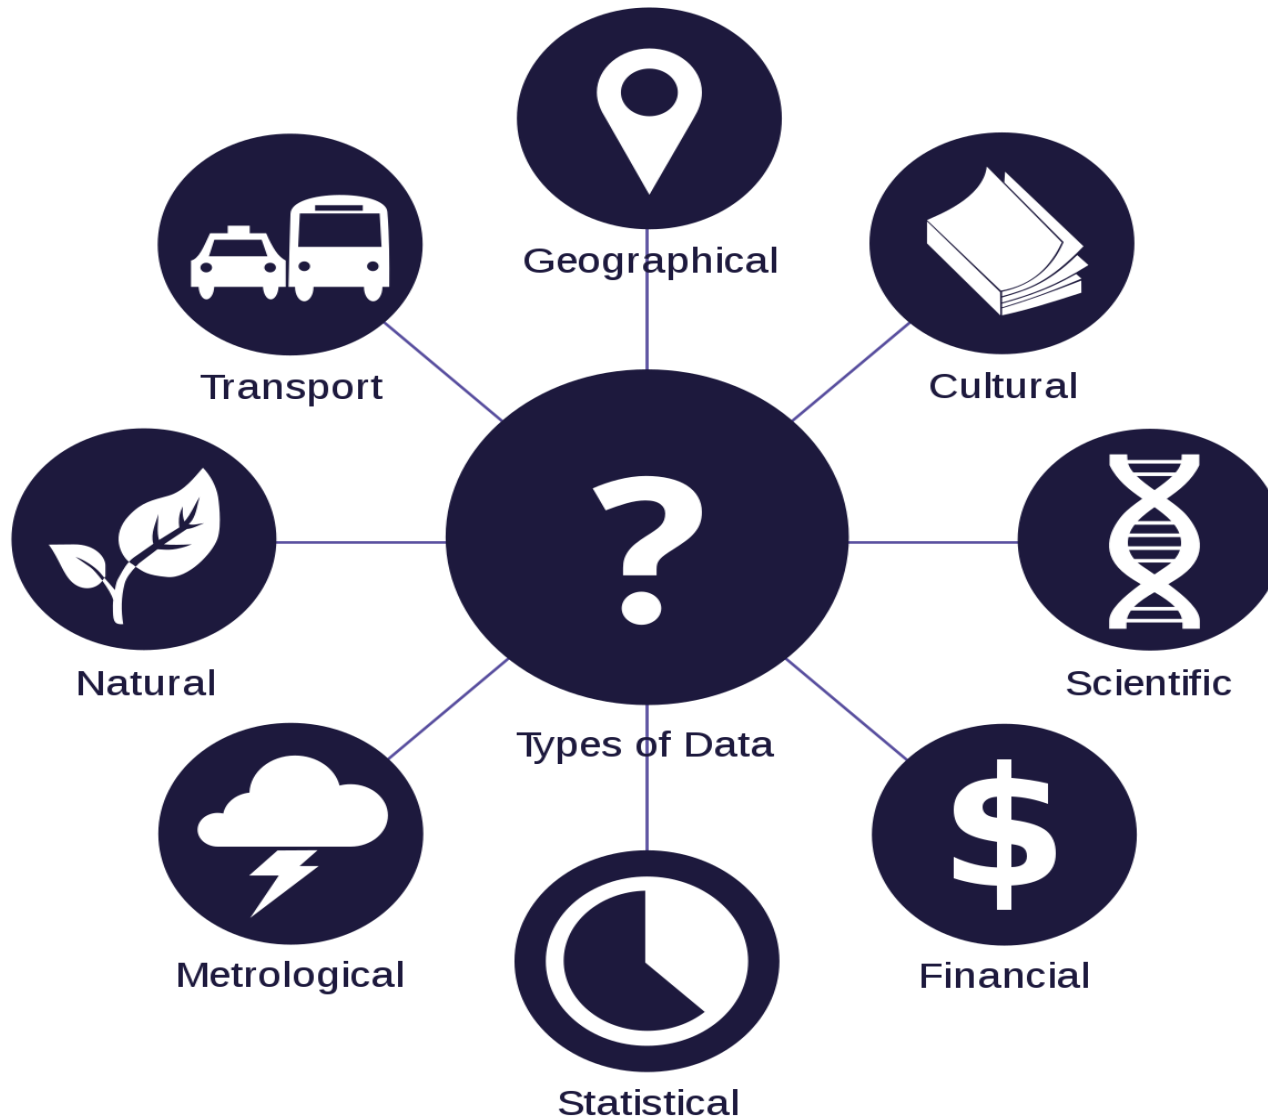 Geographical
Transport
Cultural
?
Natural
Scientific
Types of Data
$
Metrological
Financial
Statistical